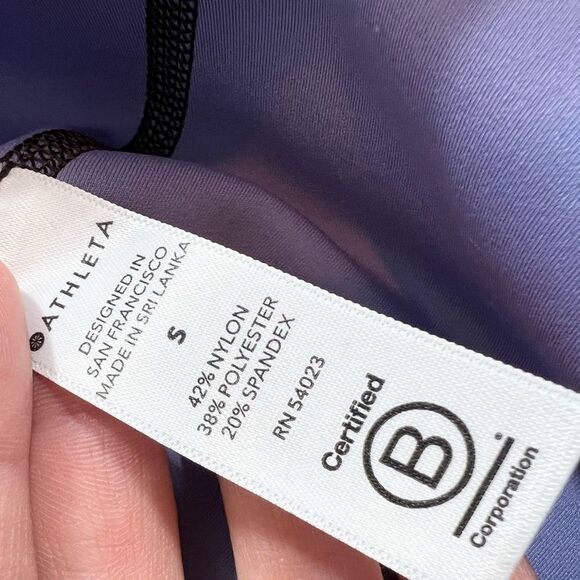 ATHLETA
DESIGNED IN
SAN FRANCISCO
MADE IN SRI LANKA
S
42% NYLON
38% POLYESTER
20% SPANDEX
RN 54023
Certified
B
Corporation